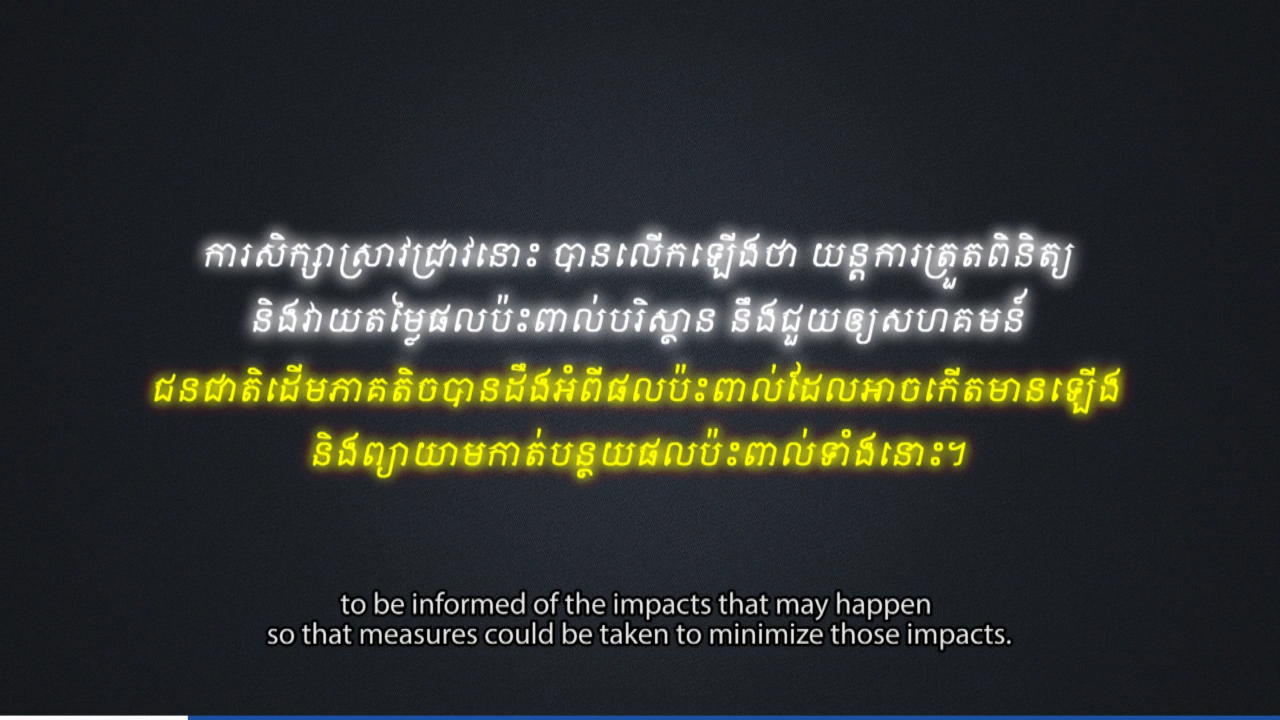 ការសិក្សាស្រាវជ្រាវនោះ បានលើកឡើងថា យន្តការត្រួតពិនិត្យ
និងវាយតម្លៃផលប៉ះពាល់បរិស្ថាន នឹងជួយឲ្យសហគមន៍
ជនជាតិដើមភាគតិចបានដឹងអំពីផលប៉ះពាល់ដែលអាចកើតមានឡើង
និងព្យាយាមកាត់បន្ថយផលប៉ះពាល់ទាំងនោះ។
to be informed of the impacts that may happen
so that measures could be taken to minimize those impacts.